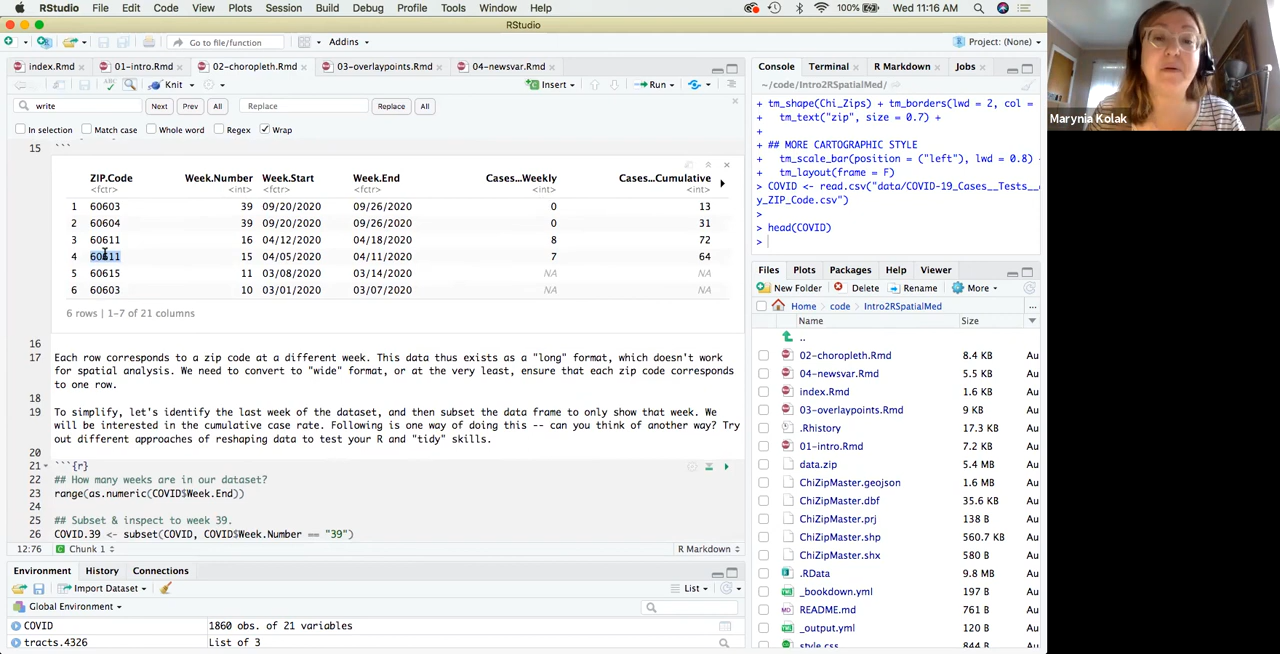 RStudio File Edit Code View Plots Session Build Debug Profile Tools Window Help 100% Wed 11:16 AM
RStudio
Go to file/function Addins Project: (None)
index.Rmd 01-intro.Rmd 02-choropleth.Rmd 03-overlaypoints.Rmd 04-newsvar.Rmd
Knit Insert Run
write Next Prev All Replace Replace All
In selection Match case Whole word Regex Wrap
15 ```
ZIP.Code Week.Number Week.Start Week.End Cases...Weekly Cases...Cumulative
<fctr> <int> <fctr> <fctr> <int> <int>
1 60603 39 09/20/2020 09/26/2020 0 13
2 60604 39 09/20/2020 09/26/2020 0 31
3 60611 16 04/12/2020 04/18/2020 8 72
4 60611 15 04/05/2020 04/11/2020 7 64
5 60615 11 03/08/2020 03/14/2020 NA NA
6 60603 10 03/01/2020 03/07/2020 NA NA
6 rows | 1-7 of 21 columns
16
17 Each row corresponds to a zip code at a different week. This data thus exists as a "long" format, which doesn't work
for spatial analysis. We need to convert to "wide" format, or at the very least, ensure that each zip code corresponds
to one row.
18
19 To simplify, let's identify the last week of the dataset, and then subset the data frame to only show that week. We
will be interested in the cumulative case rate. Following is one way of doing this -- can you think of another way? Try
out different approaches of reshaping data to test your R and "tidy" skills.
20
21 ```{r}
22 ## How many weeks are in our dataset?
23 range(as.numeric(COVID$Week.End))
24
25 ## Subset & inspect to week 39.
26 COVID.39 <- subset(COVID, COVID$Week.Number == "39")
12:76 Chunk 1 R Markdown
Environment History Connections
Import Dataset List
Global Environment
COVID 1860 obs. of 21 variables
tracts.4326 List of 3
Console Terminal R Markdown Jobs
~/code/Intro2RSpatialMed/
+ tm_shape(Chi_Zips) + tm_borders(lwd = 2, col =
+ tm_text("zip", size = 0.7) +
+
+ ## MORE CARTOGRAPHIC STYLE
+ tm_scale_bar(position = ("left"), lwd = 0.8) +
+ tm_layout(frame = F)
> COVID <- read.csv("data/COVID-19_Cases__Tests__
y_ZIP_Code.csv")
>
> head(COVID)
>
Files Plots Packages Help Viewer
New Folder Delete Rename More
Home code Intro2RSpatialMed ...
Name Size
..
02-choropleth.Rmd 8.4 KB Au
04-newsvar.Rmd 5.5 KB Au
index.Rmd 1.6 KB Au
03-overlaypoints.Rmd 9 KB Au
.Rhistory 17.3 KB Au
01-intro.Rmd 7.2 KB Au
data.zip 5.4 MB Au
ChiZipMaster.geojson 1.6 MB Au
ChiZipMaster.dbf 35.6 KB Au
ChiZipMaster.prj 138 B Au
ChiZipMaster.shp 560.7 KB Au
ChiZipMaster.shx 580 B Au
.RData 9.8 MB Au
_bookdown.yml 197 B Au
README.md 761 B Au
_output.yml 120 B Au
style.css 844 B Au
Marynia Kolak